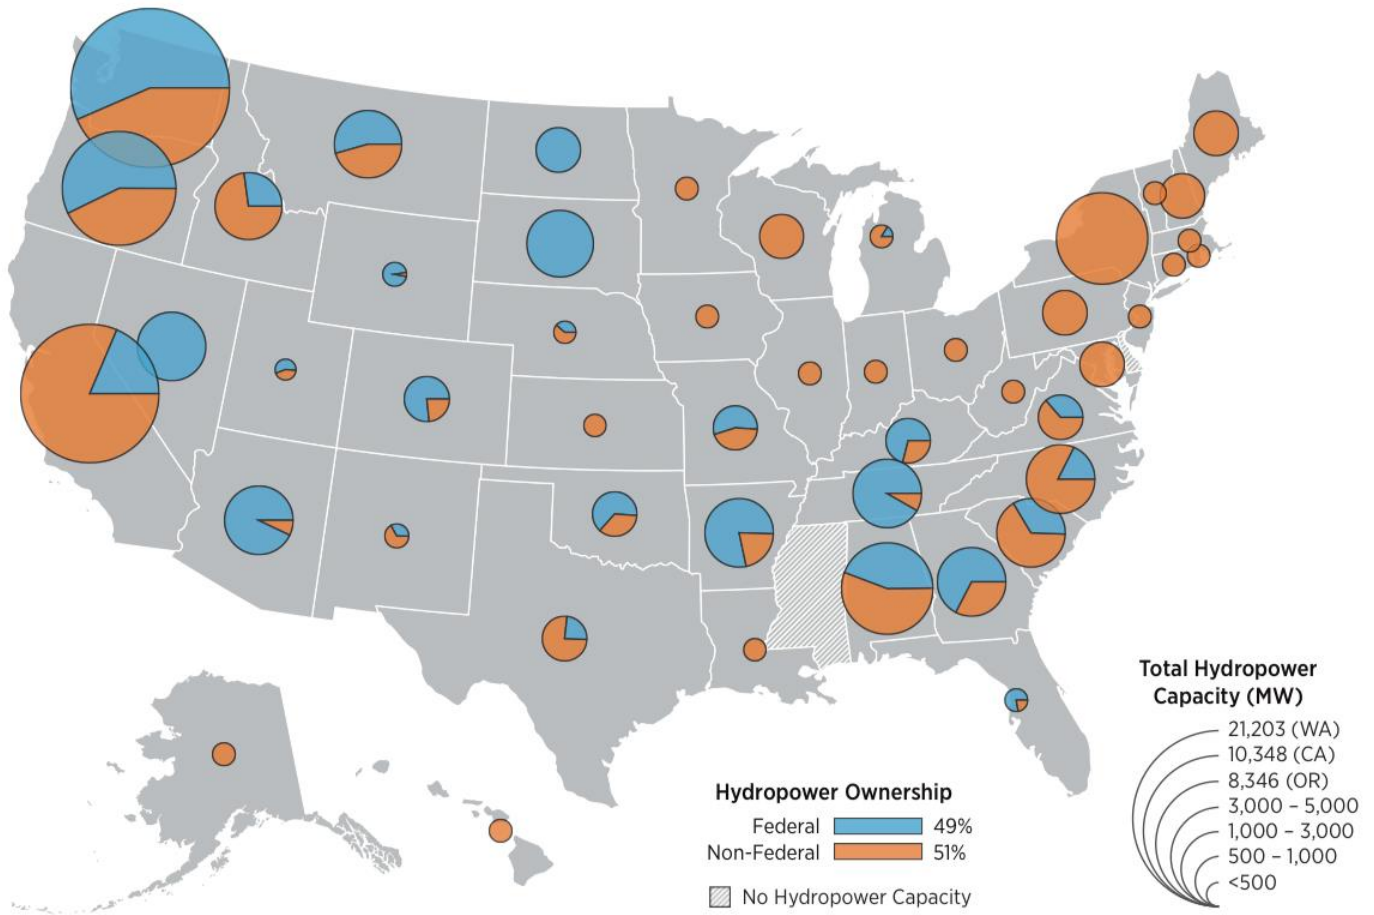 Total Hydropower
Capacity (MW)
21,203 (WA)
10,348 (CA)
8,346 (OR)
3,000 – 5,000
1,000 – 3,000
500 – 1,000
<500
Hydropower Ownership
Federal 49%
Non-Federal 51%
No Hydropower Capacity